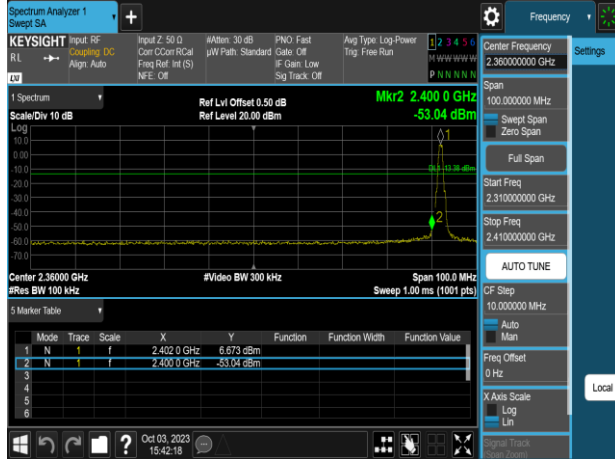 Spectrum Analyzer 1
Swept SA
+
Frequency
KEYSIGHT
Input: RF
Input Z: 50 Ω
#Atten: 30 dB
PNO: Fast
Avg Type: Log-Power
1 2 3 4 5 6
RL
Coupling: DC
Corr CCorr RCal
µW Path: Standard
Gate: Off
Trig: Free Run
M W W W W W
Align: Auto
Freq Ref: Int (S)
IF Gain: Low
NFE: Off
Sig Track: Off
P N N N N N
LXI
1 Spectrum
Ref Lvl Offset 0.50 dB
Mkr2 2.400 0 GHz
Scale/Div 10 dB
Ref Level 20.00 dBm
-53.04 dBm
Log
10.0
0.00
-10.0
-20.0
-30.0
-40.0
-50.0
-60.0
-70.0
1
DL1 -13.38 dBm
2
Center 2.36000 GHz
#Video BW 300 kHz
Span 100.0 MHz
#Res BW 100 kHz
Sweep 1.00 ms (1001 pts)
5 Marker Table
Mode Trace Scale X Y Function Function Width Function Value
1 N 1 f 2.402 0 GHz 6.673 dBm
2 N 1 f 2.400 0 GHz -53.04 dBm
3
4
5
6
Oct 03, 2023
15:42:18
?
Center Frequency
2.360000000 GHz
Settings
Span
100.000000 MHz
Swept Span
Zero Span
Full Span
Start Freq
2.310000000 GHz
Stop Freq
2.410000000 GHz
AUTO TUNE
CF Step
10.000000 MHz
Auto
Man
Freq Offset
0 Hz
Local
X Axis Scale
Log
Lin
Signal Track
(Span Zoom)